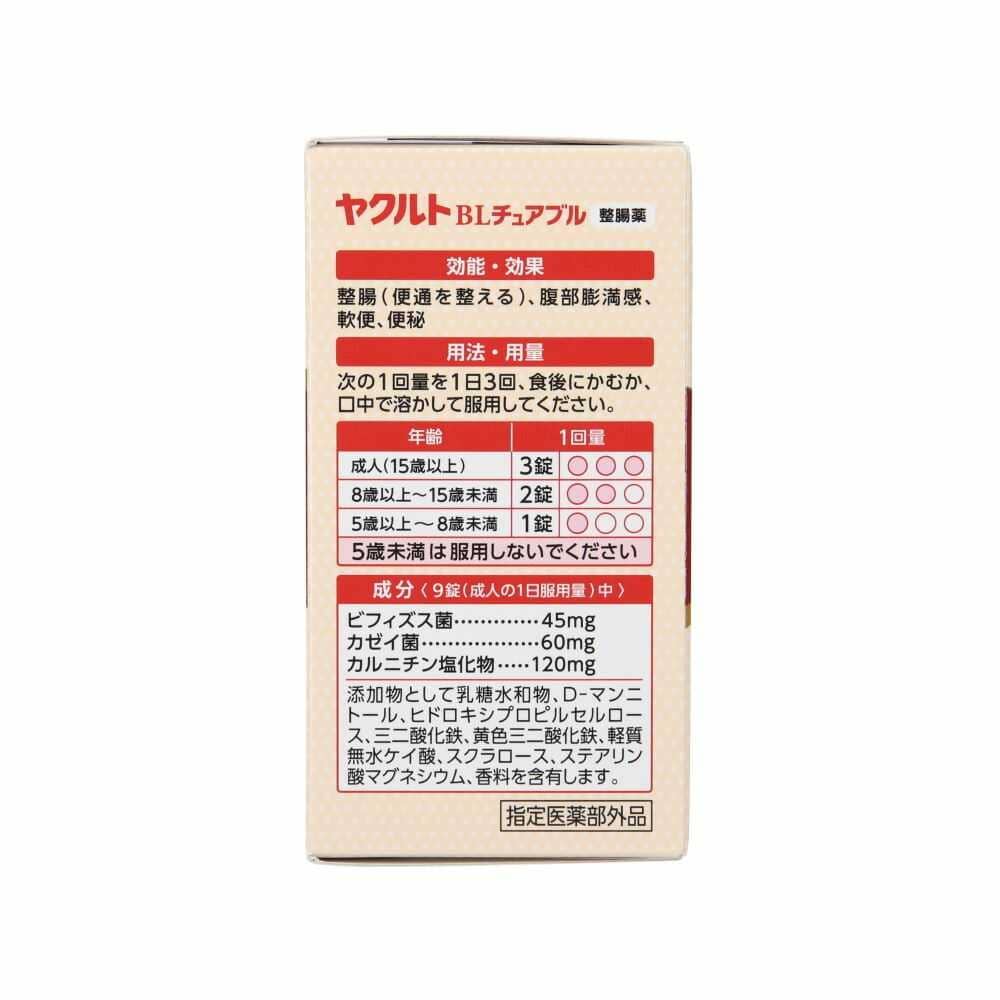 ヤクルト BLチュアブル 整腸薬
効能・効果
整腸(便通を整える)、腹部膨満感、
軟便、便秘
用法・用量
次の1回量を1日3回、食後にかむか、
口中で溶かして服用してください。
年齢 1回量
成人(15歳以上) 3錠
8歳以上〜15歳未満 2錠
5歳以上〜8歳未満 1錠
5歳未満は服用しないでください
成分〈9錠(成人の1日服用量)中〉
ビフィズス菌·············45mg
カゼイ菌··················60mg
カルニチン塩化物·····120mg
添加物として乳糖水和物、D-マンニ
トール、ヒドロキシプロピルセルロー
ス、三二酸化鉄、黄色三二酸化鉄、軽質
無水ケイ酸、スクラロース、ステアリン
酸マグネシウム、香料を含有します。
指定医薬部外品